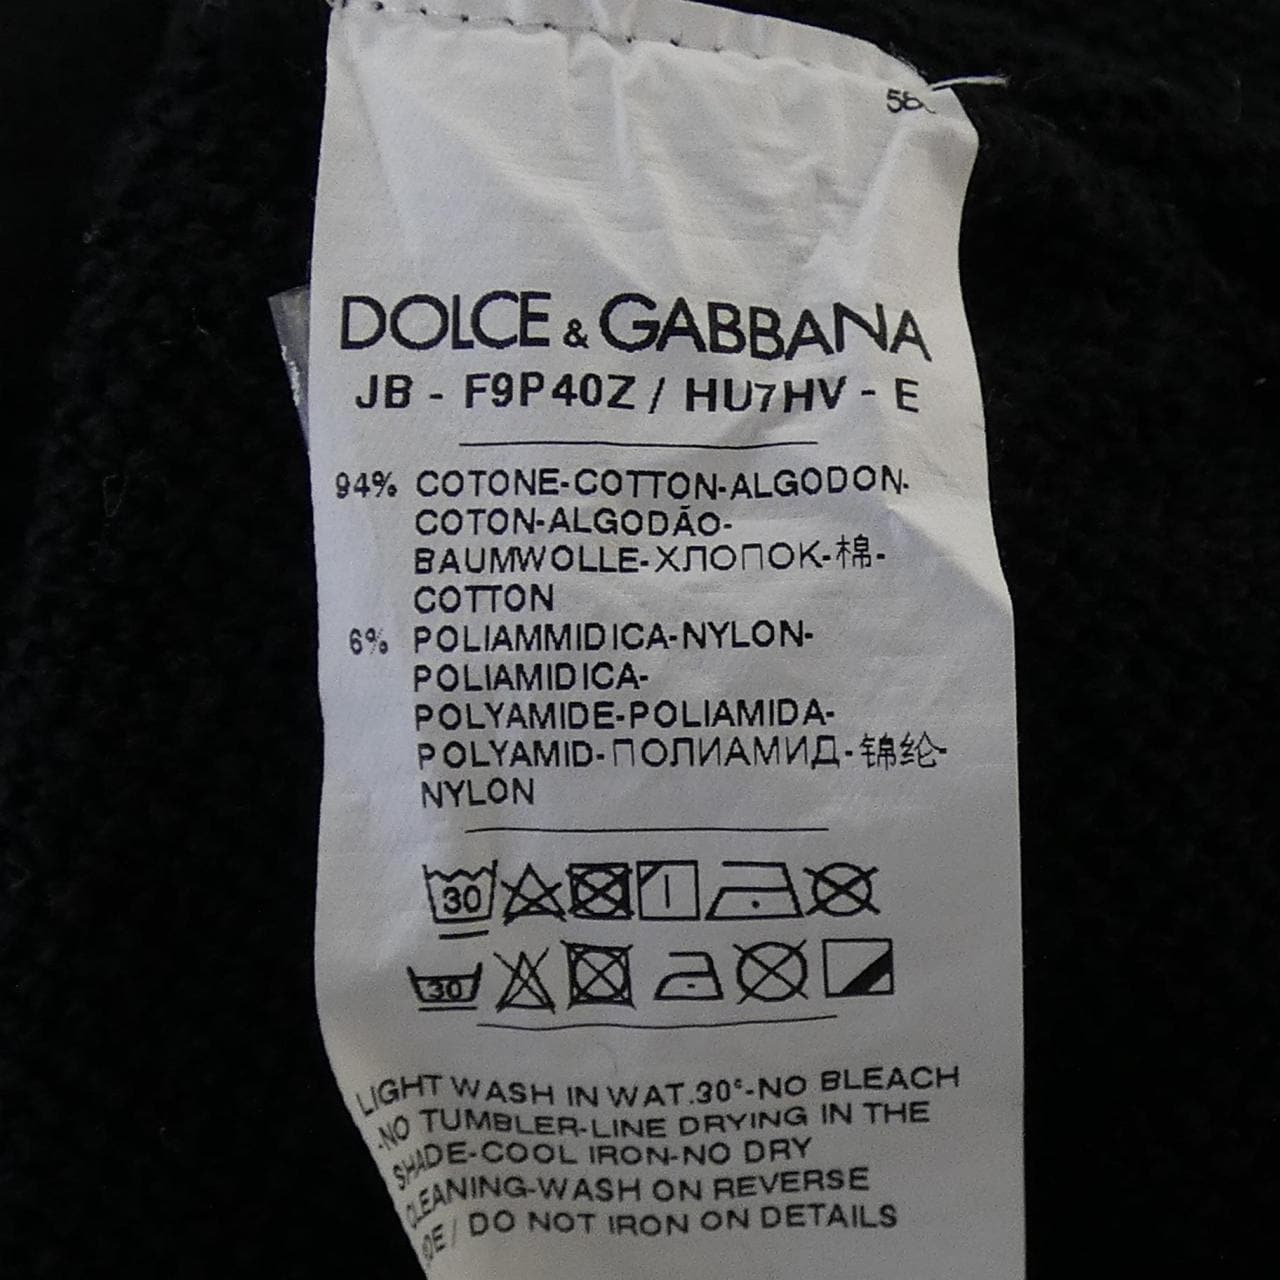 DOLCE & GABBANA
JB - F9P40Z / HU7HV - E
94% COTONE-COTTON-ALGODON-
COTON-ALGODÃO-
BAUMWOLLE-ХЛОПОК-棉-
COTTON
6% POLIAMMIDICA-NYLON-
POLIAMIDICA-
POLYAMIDE-POLIAMIDA-
POLYAMID-ПОЛИАМИД-锦纶-
NYLON
30
30
LIGHT WASH IN WAT.30°-NO BLEACH
-NO TUMBLER-LINE DRYING IN THE
SHADE-COOL IRON-NO DRY
CLEANING-WASH ON REVERSE
/ DO NOT IRON ON DETAILS